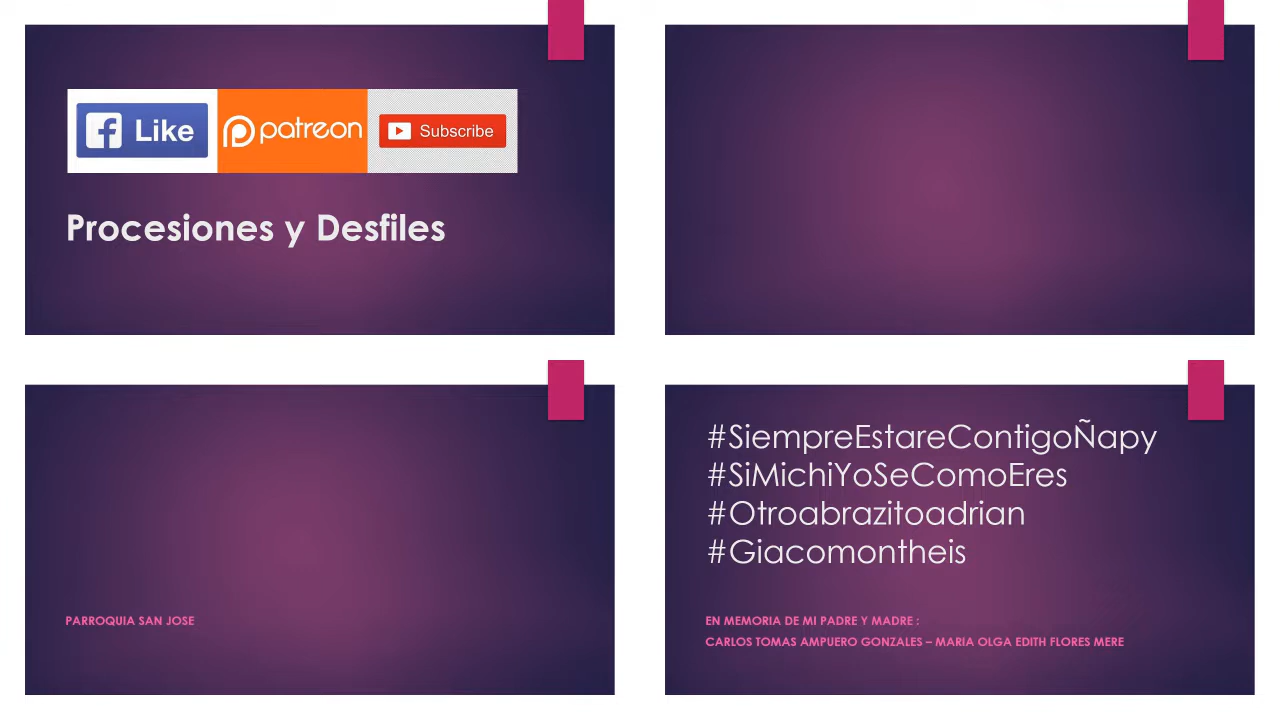 Like
patreon
Subscribe
Procesiones y Desfiles
PARROQUIA SAN JOSE
#SiempreEstareContigoÑapy
#SiMichiYoSeComoEres
#Otroabrazitoadrian
#Giacomontheis
EN MEMORIA DE MI PADRE Y MADRE :
CARLOS TOMAS AMPUERO GONZALES – MARIA OLGA EDITH FLORES MERE